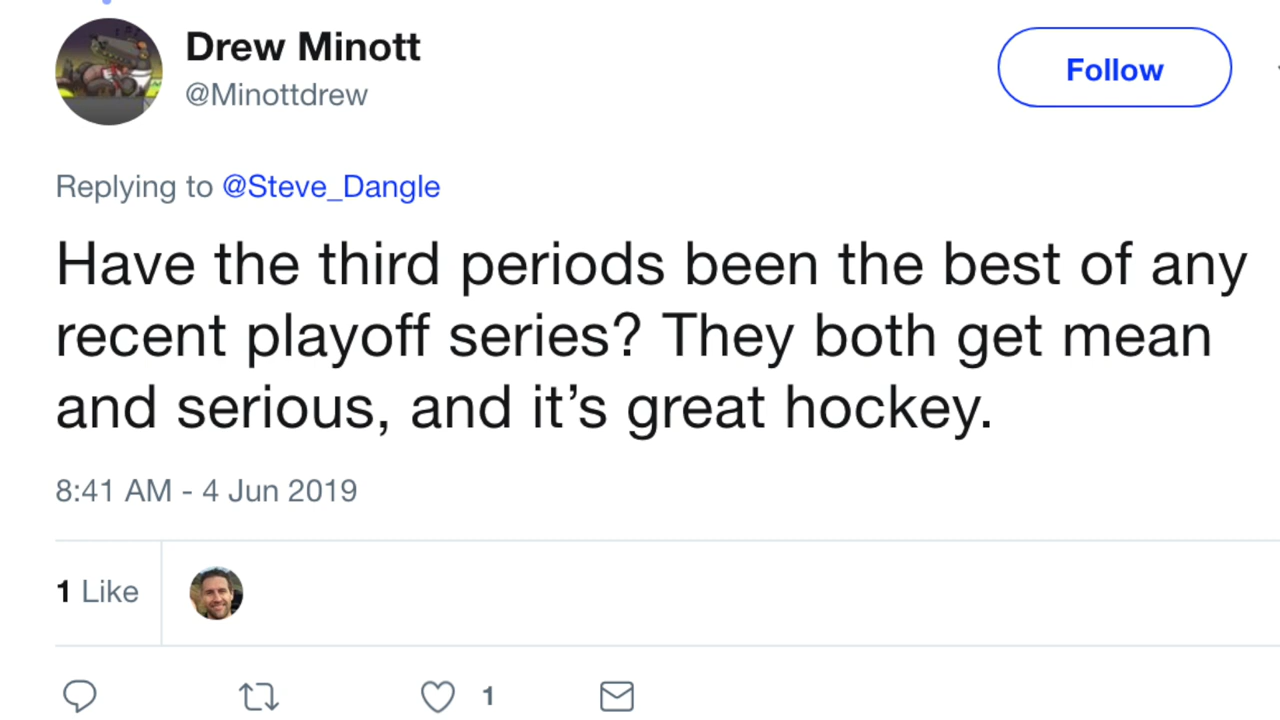 Drew Minott
@Minottdrew
Follow
Replying to @Steve_Dangle
Have the third periods been the best of any
recent playoff series? They both get mean
and serious, and it’s great hockey.
8:41 AM - 4 Jun 2019
1 Like
1